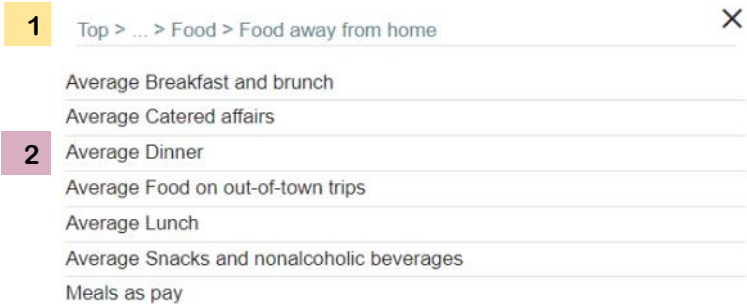 1 Top > ... > Food > Food away from home
Average Breakfast and brunch
Average Catered affairs
2 Average Dinner
Average Food on out-of-town trips
Average Lunch
Average Snacks and nonalcoholic beverages
Meals as pay